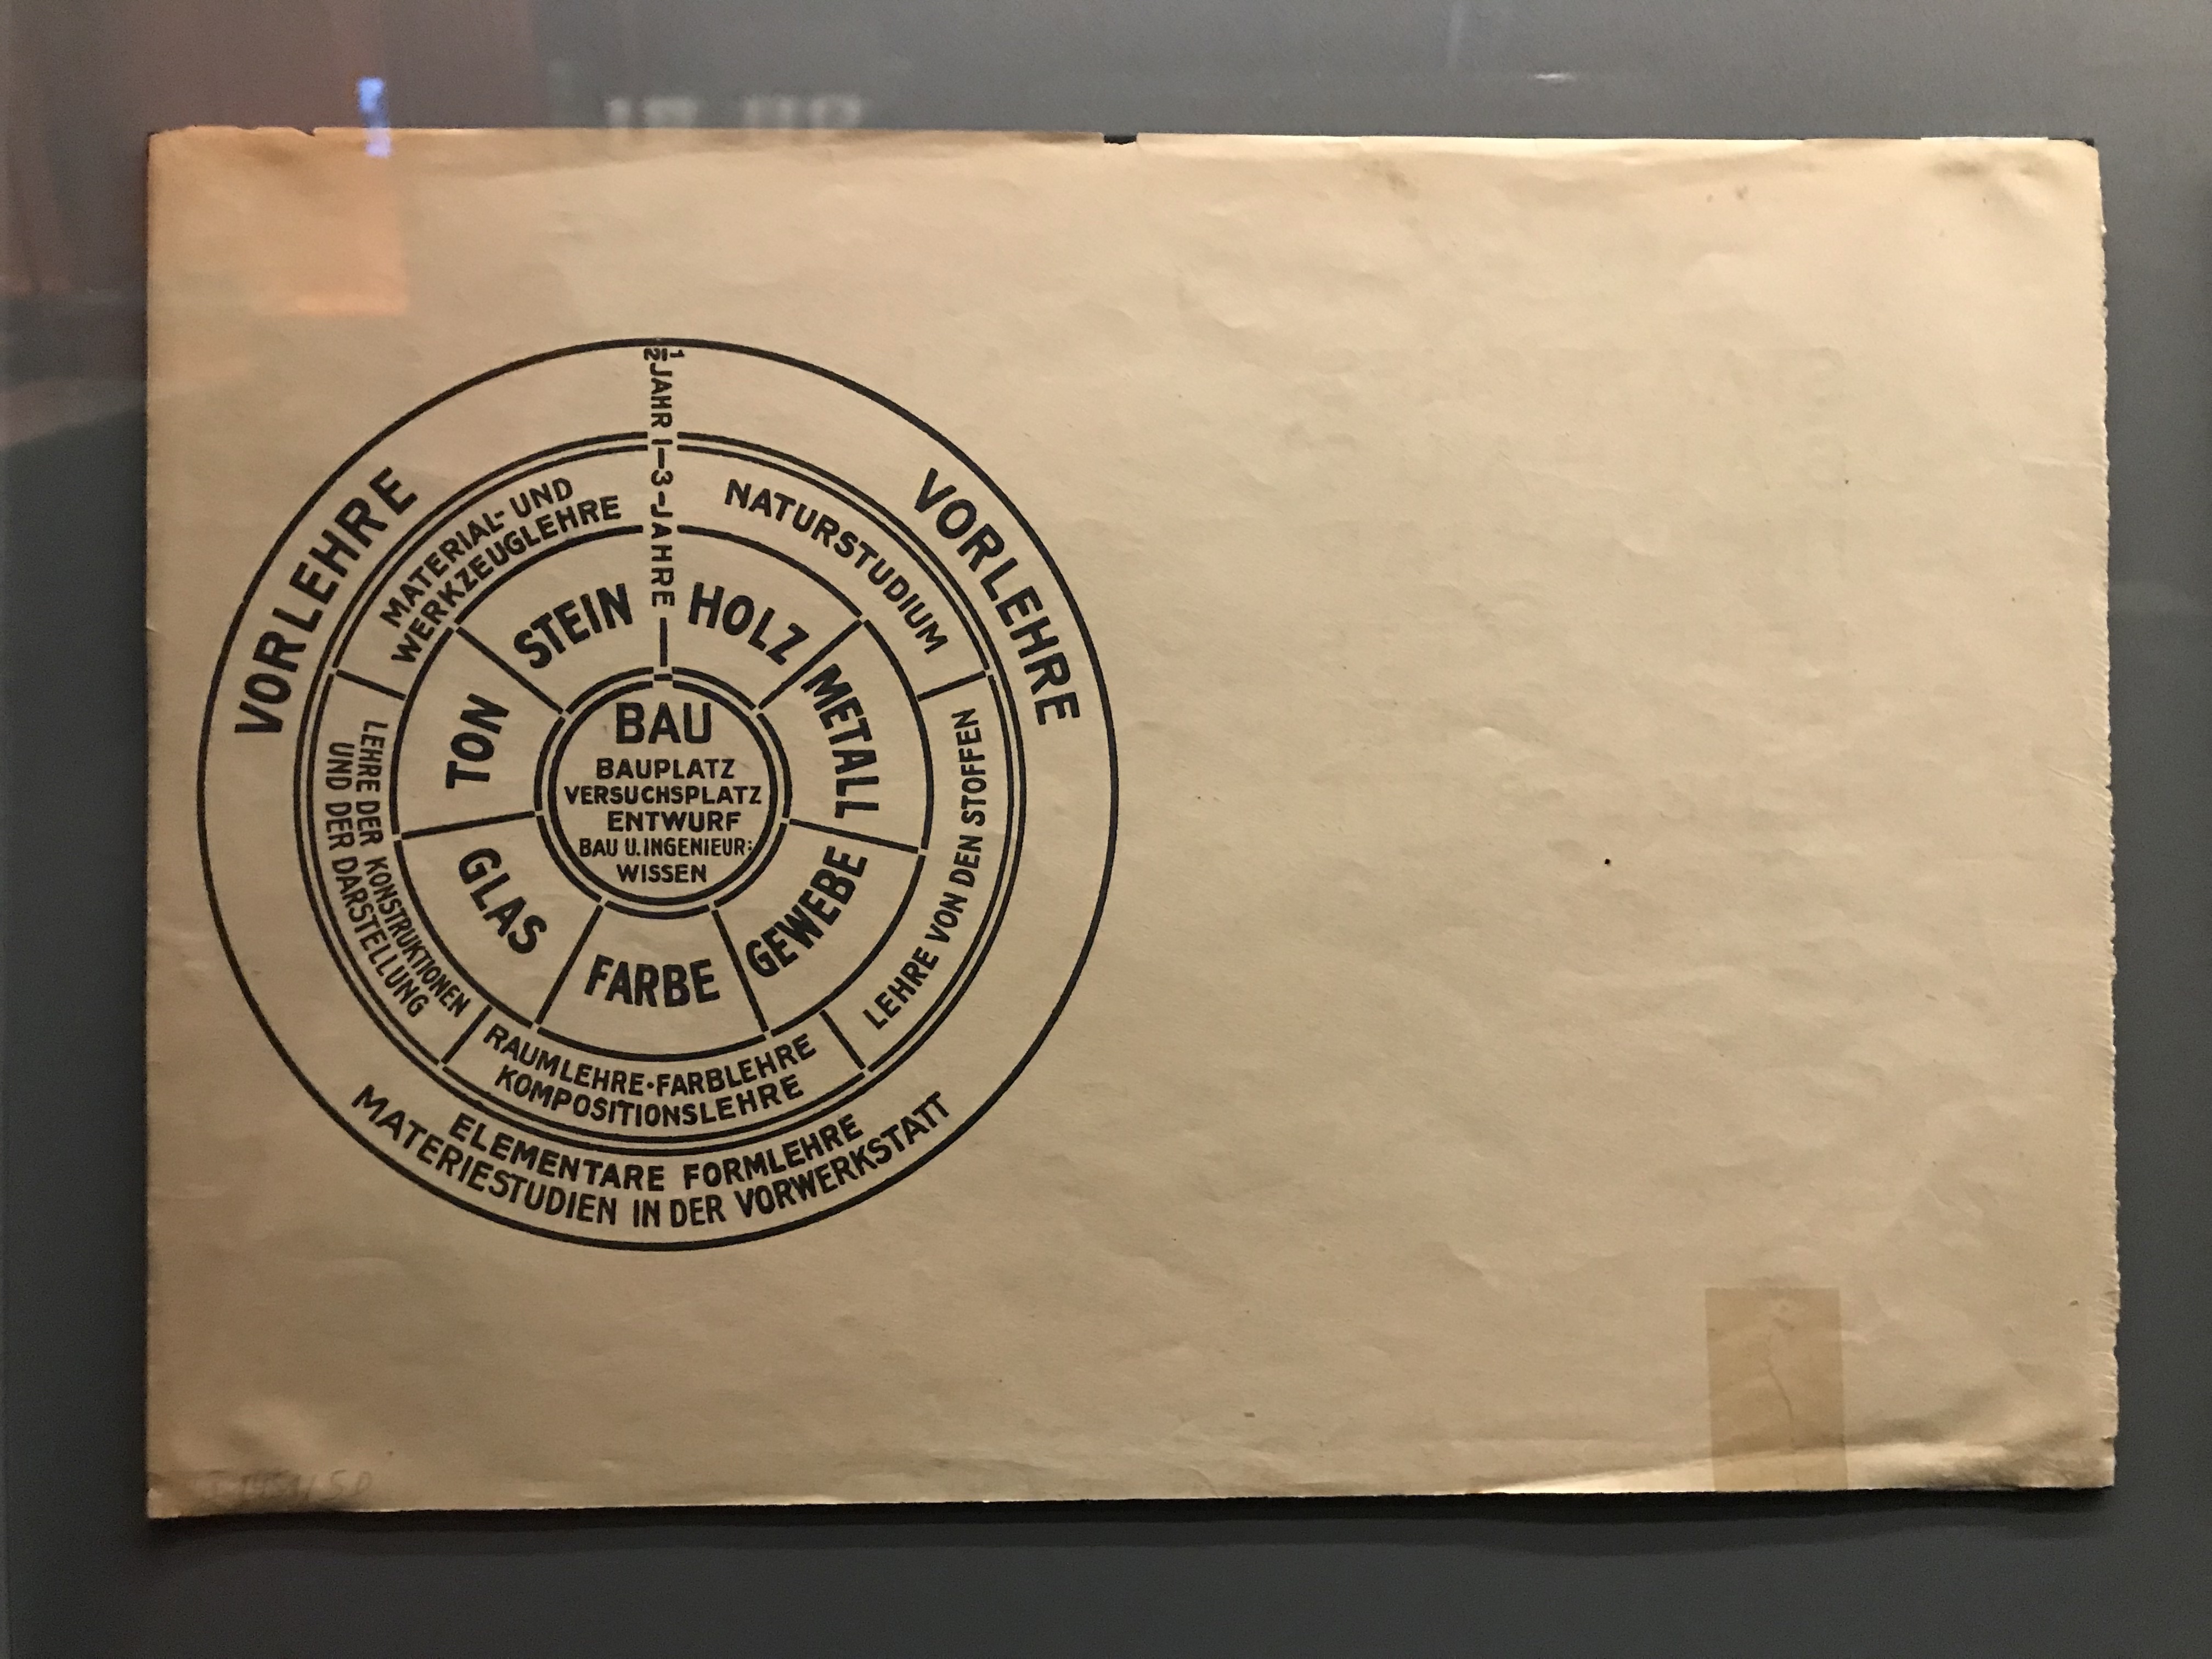 VORLEHRE
VORLEHRE
1/2 JAHR
1-3-JAHRE
MATERIAL- UND
WERKZEUGLEHRE
NATURSTUDIUM
LEHRE VON DEN STOFFEN
RAUMLEHRE·FARBLEHRE
KOMPOSITIONSLEHRE
LEHRE DER KONSTRUKTIONEN
UND DER DARSTELLUNG
STEIN
HOLZ
METALL
GEWEBE
FARBE
GLAS
TON
BAU
BAUPLATZ
VERSUCHSPLATZ
ENTWURF
BAU U. INGENIEUR:
WISSEN
ELEMENTARE FORMLEHRE
MATERIESTUDIEN IN DER VORWERKSTATT